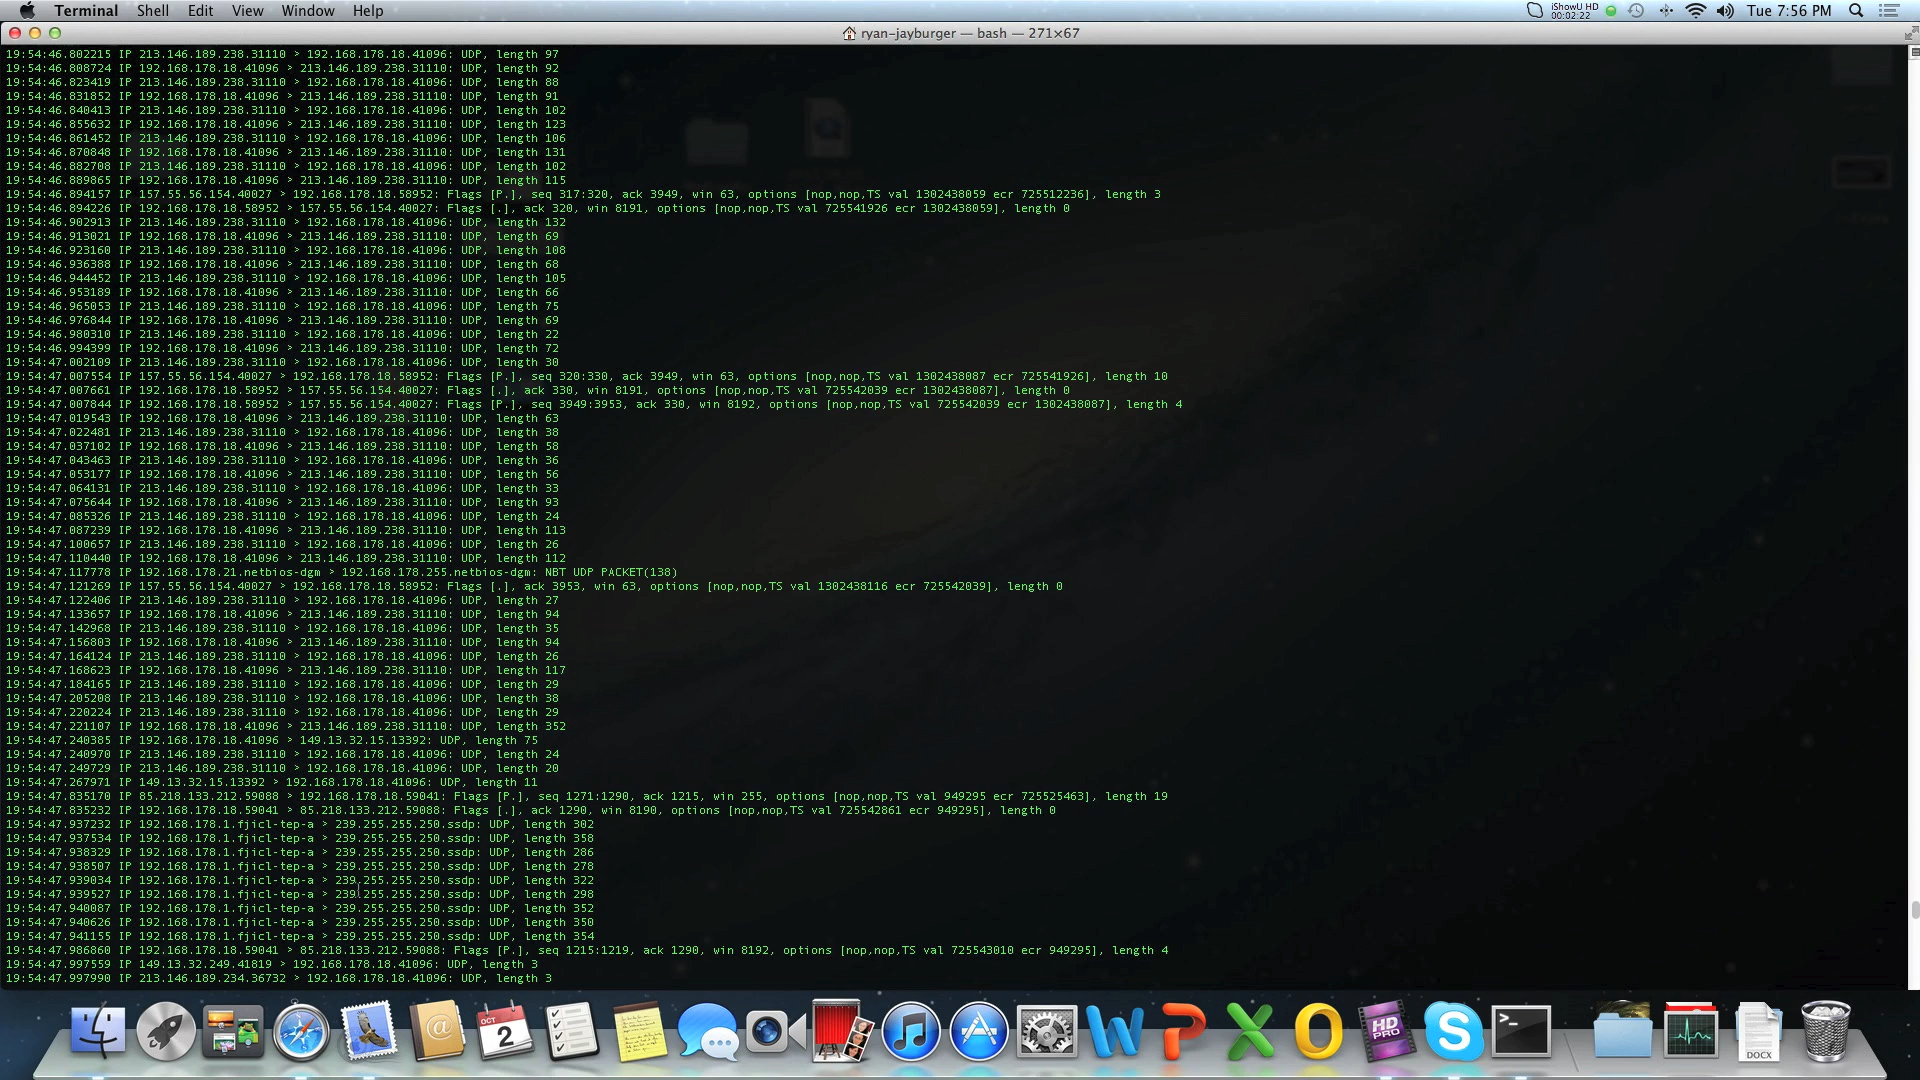 Terminal Shell Edit View Window Help
iShowU HD
00:02:22
Tue 7:56 PM
ryan-jayburger — bash — 271×67
19:54:46.802215 IP 213.146.189.238.31110 > 192.168.178.18.41096: UDP, length 97
19:54:46.808724 IP 192.168.178.18.41096 > 213.146.189.238.31110: UDP, length 92
19:54:46.823419 IP 192.168.178.18.41096 > 213.146.189.238.31110: UDP, length 88
19:54:46.831852 IP 192.168.178.18.41096 > 213.146.189.238.31110: UDP, length 91
19:54:46.840413 IP 213.146.189.238.31110 > 192.168.178.18.41096: UDP, length 102
19:54:46.855632 IP 192.168.178.18.41096 > 213.146.189.238.31110: UDP, length 123
19:54:46.861452 IP 213.146.189.238.31110 > 192.168.178.18.41096: UDP, length 106
19:54:46.870848 IP 192.168.178.18.41096 > 213.146.189.238.31110: UDP, length 131
19:54:46.882708 IP 213.146.189.238.31110 > 192.168.178.18.41096: UDP, length 102
19:54:46.889865 IP 192.168.178.18.41096 > 213.146.189.238.31110: UDP, length 115
19:54:46.894157 IP 157.55.56.154.40027 > 192.168.178.18.58952: Flags [P.], seq 317:320, ack 3949, win 63, options [nop,nop,TS val 1302438059 ecr 725512236], length 3
19:54:46.894226 IP 192.168.178.18.58952 > 157.55.56.154.40027: Flags [.], ack 320, win 8191, options [nop,nop,TS val 725541926 ecr 1302438059], length 0
19:54:46.902913 IP 213.146.189.238.31110 > 192.168.178.18.41096: UDP, length 132
19:54:46.913021 IP 192.168.178.18.41096 > 213.146.189.238.31110: UDP, length 69
19:54:46.923160 IP 213.146.189.238.31110 > 192.168.178.18.41096: UDP, length 108
19:54:46.936388 IP 192.168.178.18.41096 > 213.146.189.238.31110: UDP, length 68
19:54:46.944452 IP 213.146.189.238.31110 > 192.168.178.18.41096: UDP, length 105
19:54:46.953189 IP 192.168.178.18.41096 > 213.146.189.238.31110: UDP, length 66
19:54:46.965053 IP 213.146.189.238.31110 > 192.168.178.18.41096: UDP, length 75
19:54:46.976844 IP 192.168.178.18.41096 > 213.146.189.238.31110: UDP, length 69
19:54:46.980310 IP 213.146.189.238.31110 > 192.168.178.18.41096: UDP, length 22
19:54:46.994399 IP 192.168.178.18.41096 > 213.146.189.238.31110: UDP, length 72
19:54:47.002109 IP 213.146.189.238.31110 > 192.168.178.18.41096: UDP, length 30
19:54:47.007554 IP 157.55.56.154.40027 > 192.168.178.18.58952: Flags [P.], seq 320:330, ack 3949, win 63, options [nop,nop,TS val 1302438087 ecr 725541926], length 10
19:54:47.007661 IP 192.168.178.18.58952 > 157.55.56.154.40027: Flags [.], ack 330, win 8191, options [nop,nop,TS val 725542039 ecr 1302438087], length 0
19:54:47.007844 IP 192.168.178.18.58952 > 157.55.56.154.40027: Flags [P.], seq 3949:3953, ack 330, win 8192, options [nop,nop,TS val 725542039 ecr 1302438087], length 4
19:54:47.019543 IP 192.168.178.18.41096 > 213.146.189.238.31110: UDP, length 63
19:54:47.022481 IP 213.146.189.238.31110 > 192.168.178.18.41096: UDP, length 38
19:54:47.037102 IP 192.168.178.18.41096 > 213.146.189.238.31110: UDP, length 58
19:54:47.043463 IP 213.146.189.238.31110 > 192.168.178.18.41096: UDP, length 36
19:54:47.053177 IP 192.168.178.18.41096 > 213.146.189.238.31110: UDP, length 56
19:54:47.064131 IP 213.146.189.238.31110 > 192.168.178.18.41096: UDP, length 33
19:54:47.075644 IP 192.168.178.18.41096 > 213.146.189.238.31110: UDP, length 93
19:54:47.085326 IP 213.146.189.238.31110 > 192.168.178.18.41096: UDP, length 24
19:54:47.087239 IP 192.168.178.18.41096 > 213.146.189.238.31110: UDP, length 113
19:54:47.100657 IP 213.146.189.238.31110 > 192.168.178.18.41096: UDP, length 26
19:54:47.110440 IP 192.168.178.18.41096 > 213.146.189.238.31110: UDP, length 112
19:54:47.117778 IP 192.168.178.21.netbios-dgm > 192.168.178.255.netbios-dgm: NBT UDP PACKET(138)
19:54:47.121269 IP 157.55.56.154.40027 > 192.168.178.18.58952: Flags [.], ack 3953, win 63, options [nop,nop,TS val 1302438116 ecr 725542039], length 0
19:54:47.122406 IP 213.146.189.238.31110 > 192.168.178.18.41096: UDP, length 27
19:54:47.133657 IP 192.168.178.18.41096 > 213.146.189.238.31110: UDP, length 94
19:54:47.142968 IP 213.146.189.238.31110 > 192.168.178.18.41096: UDP, length 35
19:54:47.156803 IP 192.168.178.18.41096 > 213.146.189.238.31110: UDP, length 94
19:54:47.164124 IP 213.146.189.238.31110 > 192.168.178.18.41096: UDP, length 26
19:54:47.168623 IP 192.168.178.18.41096 > 213.146.189.238.31110: UDP, length 117
19:54:47.184165 IP 213.146.189.238.31110 > 192.168.178.18.41096: UDP, length 29
19:54:47.205208 IP 213.146.189.238.31110 > 192.168.178.18.41096: UDP, length 38
19:54:47.220224 IP 213.146.189.238.31110 > 192.168.178.18.41096: UDP, length 29
19:54:47.221107 IP 192.168.178.18.41096 > 213.146.189.238.31110: UDP, length 352
19:54:47.240385 IP 192.168.178.18.41096 > 149.13.32.15.13392: UDP, length 75
19:54:47.240970 IP 213.146.189.238.31110 > 192.168.178.18.41096: UDP, length 24
19:54:47.249729 IP 213.146.189.238.31110 > 192.168.178.18.41096: UDP, length 20
19:54:47.267971 IP 149.13.32.15.13392 > 192.168.178.18.41096: UDP, length 11
19:54:47.835170 IP 85.218.133.212.59088 > 192.168.178.18.59041: Flags [P.], seq 1271:1290, ack 1215, win 255, options [nop,nop,TS val 949295 ecr 725525463], length 19
19:54:47.835232 IP 192.168.178.18.59041 > 85.218.133.212.59088: Flags [.], ack 1290, win 8190, options [nop,nop,TS val 725542861 ecr 949295], length 0
19:54:47.937232 IP 192.168.178.1.fjicl-tep-a > 239.255.255.250.ssdp: UDP, length 302
19:54:47.937534 IP 192.168.178.1.fjicl-tep-a > 239.255.255.250.ssdp: UDP, length 358
19:54:47.938329 IP 192.168.178.1.fjicl-tep-a > 239.255.255.250.ssdp: UDP, length 286
19:54:47.938507 IP 192.168.178.1.fjicl-tep-a > 239.255.255.250.ssdp: UDP, length 278
19:54:47.939034 IP 192.168.178.1.fjicl-tep-a > 239.255.255.250.ssdp: UDP, length 322
19:54:47.939527 IP 192.168.178.1.fjicl-tep-a > 239.255.255.250.ssdp: UDP, length 298
19:54:47.940087 IP 192.168.178.1.fjicl-tep-a > 239.255.255.250.ssdp: UDP, length 352
19:54:47.940626 IP 192.168.178.1.fjicl-tep-a > 239.255.255.250.ssdp: UDP, length 350
19:54:47.941155 IP 192.168.178.1.fjicl-tep-a > 239.255.255.250.ssdp: UDP, length 354
19:54:47.986860 IP 192.168.178.18.59041 > 85.218.133.212.59088: Flags [P.], seq 1215:1219, ack 1290, win 8192, options [nop,nop,TS val 725543010 ecr 949295], length 4
19:54:47.997559 IP 149.13.32.249.41819 > 192.168.178.18.41096: UDP, length 3
19:54:47.997990 IP 213.146.189.234.36732 > 192.168.178.18.41096: UDP, length 3
OCT
2
HD
PRO
DOCX